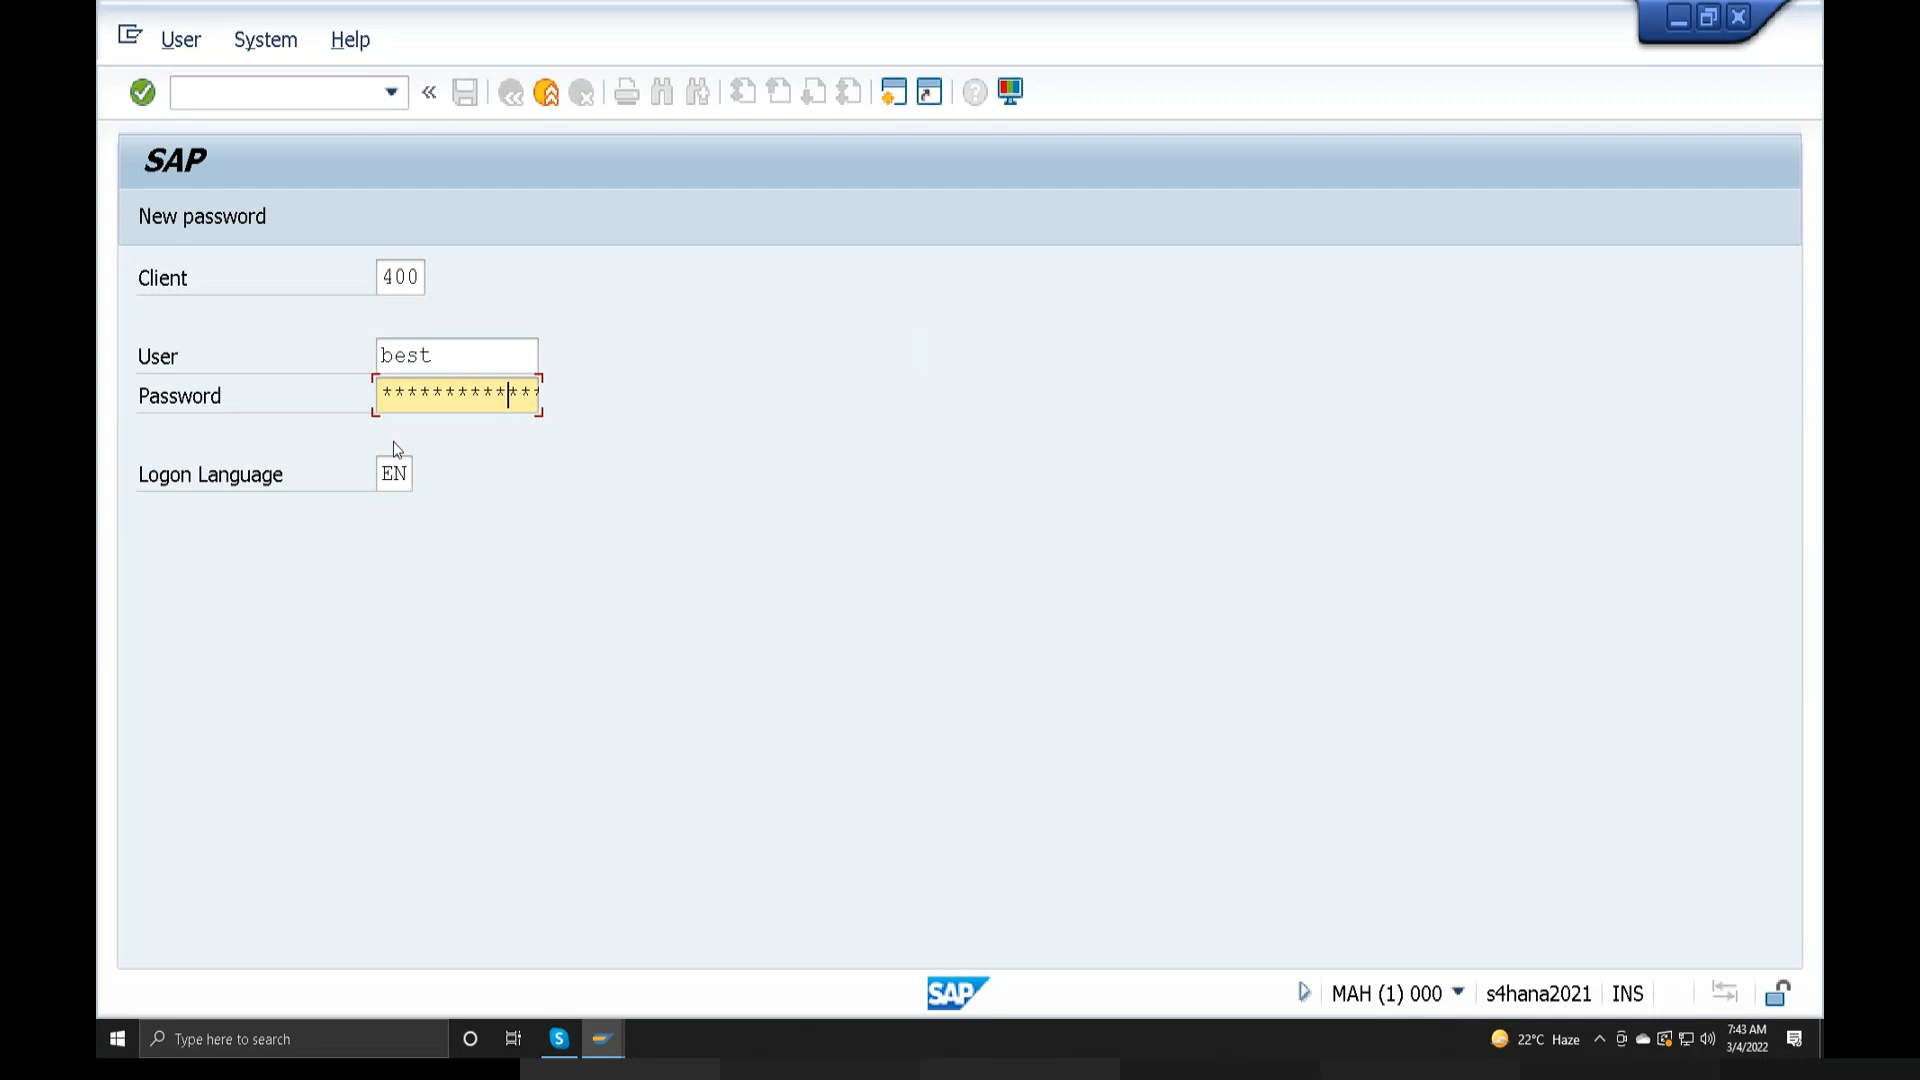 User System Help
SAP
New password
Client 400
User best
Password *************
Logon Language EN
SAP MAH (1) 000 s4hana2021 INS
Type here to search S 22°C Haze 7:43 AM
3/4/2022